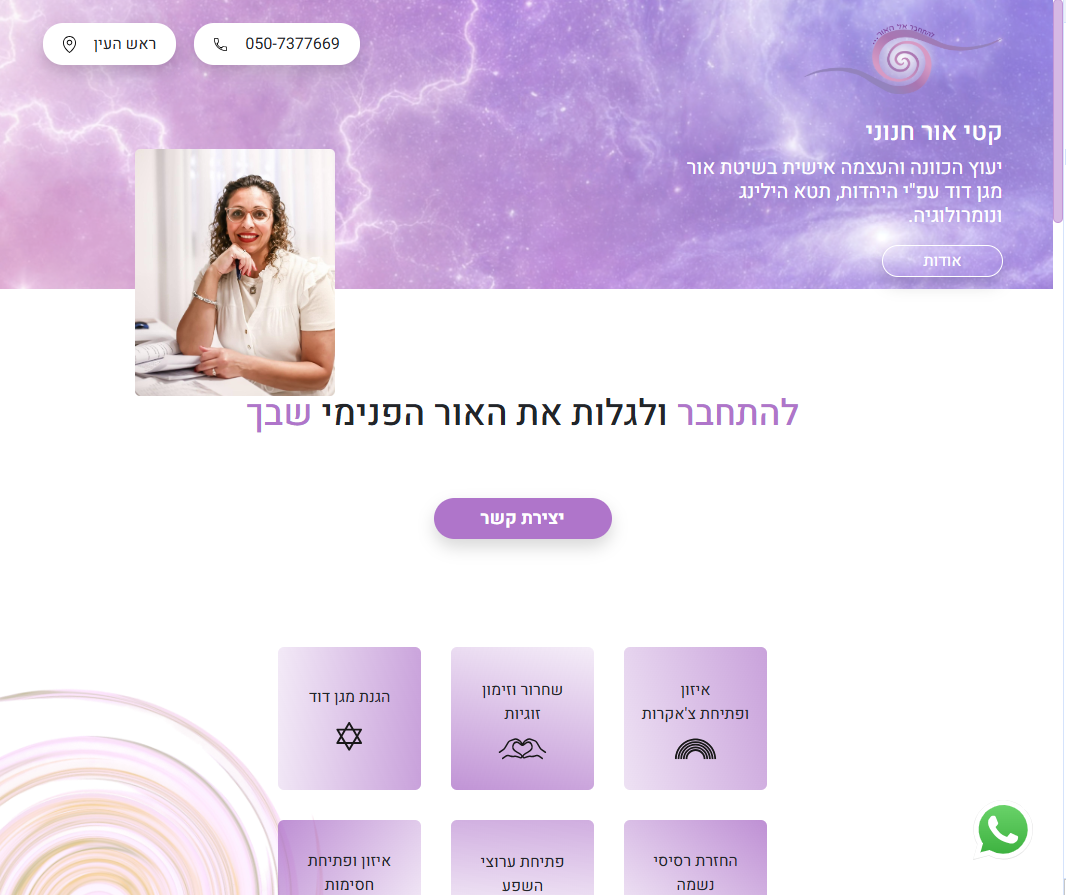 להתחבר אל האור
050-7377669
ראש העין
קטי אור חנוני
יעוץ הכוונה והעצמה אישית בשיטת אור
מגן דוד עפ"י היהדות, תטא הילינג
ונומרולוגיה.
אודות
להתחבר ולגלות את האור הפנימי שבך
יצירת קשר
איזון
ופתיחת צ'אקרות
שחרור וזימון
זוגיות
הגנת מגן דוד
החזרת רסיסי
נשמה
פתיחת ערוצי
השפע
איזון ופתיחת
חסימות